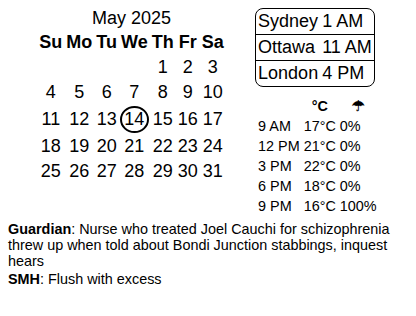 May 2025
Su Mo Tu We Th Fr Sa
1 2 3
4 5 6 7 8 9 10
11 12 13 14 15 16 17
18 19 20 21 22 23 24
25 26 27 28 29 30 31
Sydney 1 AM
Ottawa 11 AM
London 4 PM
°C ☂
9 AM 17°C 0%
12 PM 21°C 0%
3 PM 22°C 0%
6 PM 18°C 0%
9 PM 16°C 100%
Guardian: Nurse who treated Joel Cauchi for schizophrenia
threw up when told about Bondi Junction stabbings, inquest
hears
SMH: Flush with excess